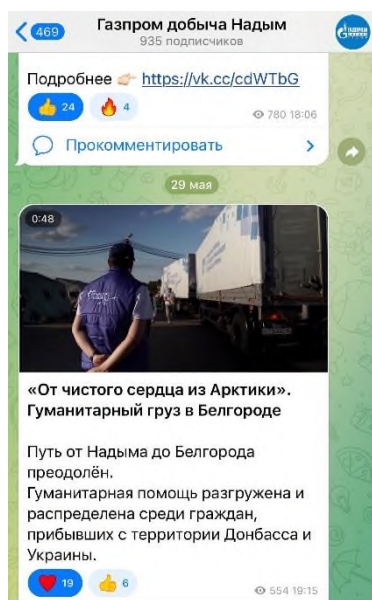 469
Газпром добыча Надым
935 подписчиков
Подробнее 👉 https://vk.cc/cdWTbG
👍 24 🔥 4
780 18:06
Прокомментировать
29 мая
0:48
«От чистого сердца из Арктики».
Гуманитарный груз в Белгороде
Путь от Надыма до Белгорода
преодолён.
Гуманитарная помощь разгружена и
распределена среди граждан,
прибывших с территории Донбасса и
Украины.
❤️ 19 👍 6
554 19:15